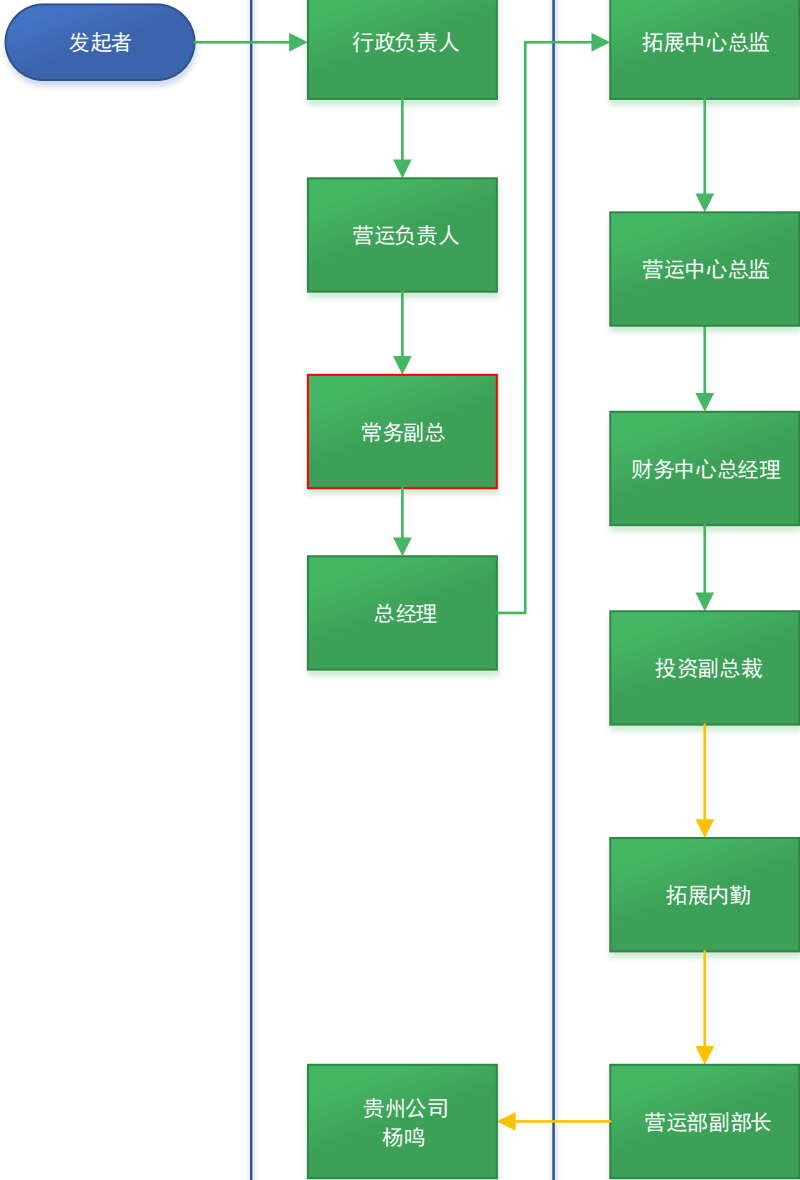 发起者
行政负责人
营运负责人
常务副总
总经理
拓展中心总监
营运中心总监
财务中心总经理
投资副总裁
拓展内勤
营运部副部长
贵州公司
杨鸣